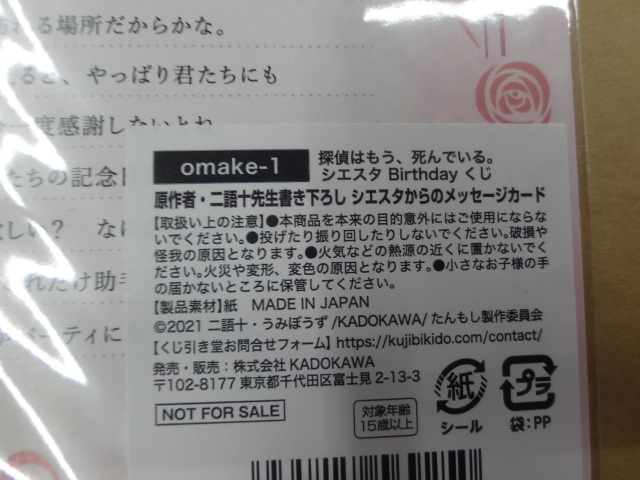 れる場所だからかな。
やっぱり君たちにも
一度感謝しないとね
たちの記念日
しい？　な
これだけ助手
パーティに
omake-1
探偵はもう、死んでいる。
シエスタ Birthday くじ
原作者・二語十先生書き下ろし シエスタからのメッセージカード
【取扱い上の注意】●本商品を本来の目的意外にはご使用にならな
いでください。●投げたり振り回したりしないでください。破損や
怪我の原因となります。●火気などの熱源の近くに置かないでく
ださい。火災や変形、変色の原因となります。●小さなお子様の手
の届かないところに保管してください。
【製品素材】紙　MADE IN JAPAN
©2021 二語十・うみぼうず/KADOKAWA/たんもし製作委員会
【くじ引き堂お問合せフォーム】https://kujibikido.com/contact/
発売・販売：株式会社 KADOKAWA
〒102-8177 東京都千代田区富士見 2-13-3
NOT FOR SALE
対象年齢
15歳以上
紙
シール
プラ
袋：PP